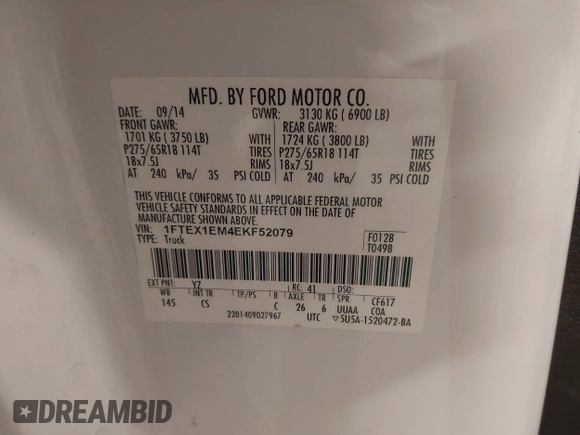 MFD. BY FORD MOTOR CO.
DATE: 09/14 GVWR: 3130 KG ( 6900 LB)
FRONT GAWR: REAR GAWR:
1701 KG ( 3750 LB) WITH 1724 KG ( 3800 LB) WITH
P275/65R18 114T TIRES P275/65R18 114T TIRES
18x7.5J RIMS 18x7.5J RIMS
AT 240 kPa/ 35 PSI COLD AT 240 kPa/ 35 PSI COLD
THIS VEHICLE CONFORMS TO ALL APPLICABLE FEDERAL MOTOR
VEHICLE SAFETY STANDARDS IN EFFECT ON THE DATE OF
MANUFACTURE SHOWN ABOVE.
VIN: 1FTEX1EM4EKF52079 F0128
TYPE: Truck T0498
EXT PNT: YZ RC: 41 DSO:
WB INT TR TP/PS R AXLE TR SPR CF617
145 CS C 26 6 UUAA COA
2201409027967 UTC ▽5U5A-1520472-BA
DREAMBID